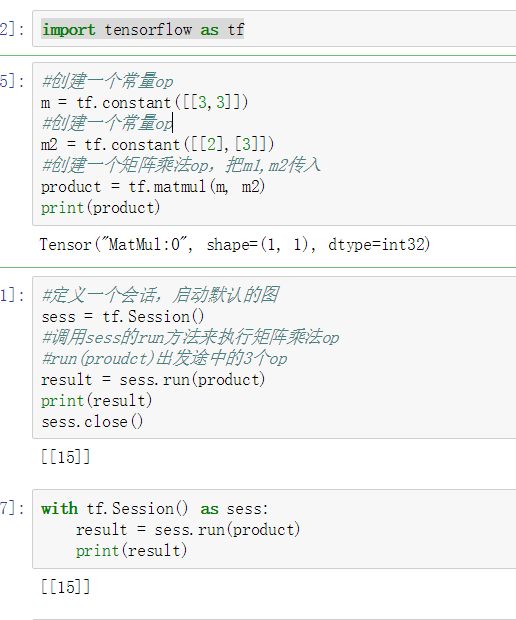 2]:
import tensorflow as tf
5]:
#创建一个常量op
m = tf.constant([[3,3]])
#创建一个常量op
m2 = tf.constant([[2],[3]])
#创建一个矩阵乘法op，把m1,m2传入
product = tf.matmul(m, m2)
print(product)
Tensor("MatMul:0", shape=(1, 1), dtype=int32)
1]:
#定义一个会话，启动默认的图
sess = tf.Session()
#调用sess的run方法来执行矩阵乘法op
#run(proudct)出发途中的3个op
result = sess.run(product)
print(result)
sess.close()
[[15]]
7]:
with tf.Session() as sess:
    result = sess.run(product)
    print(result)
[[15]]